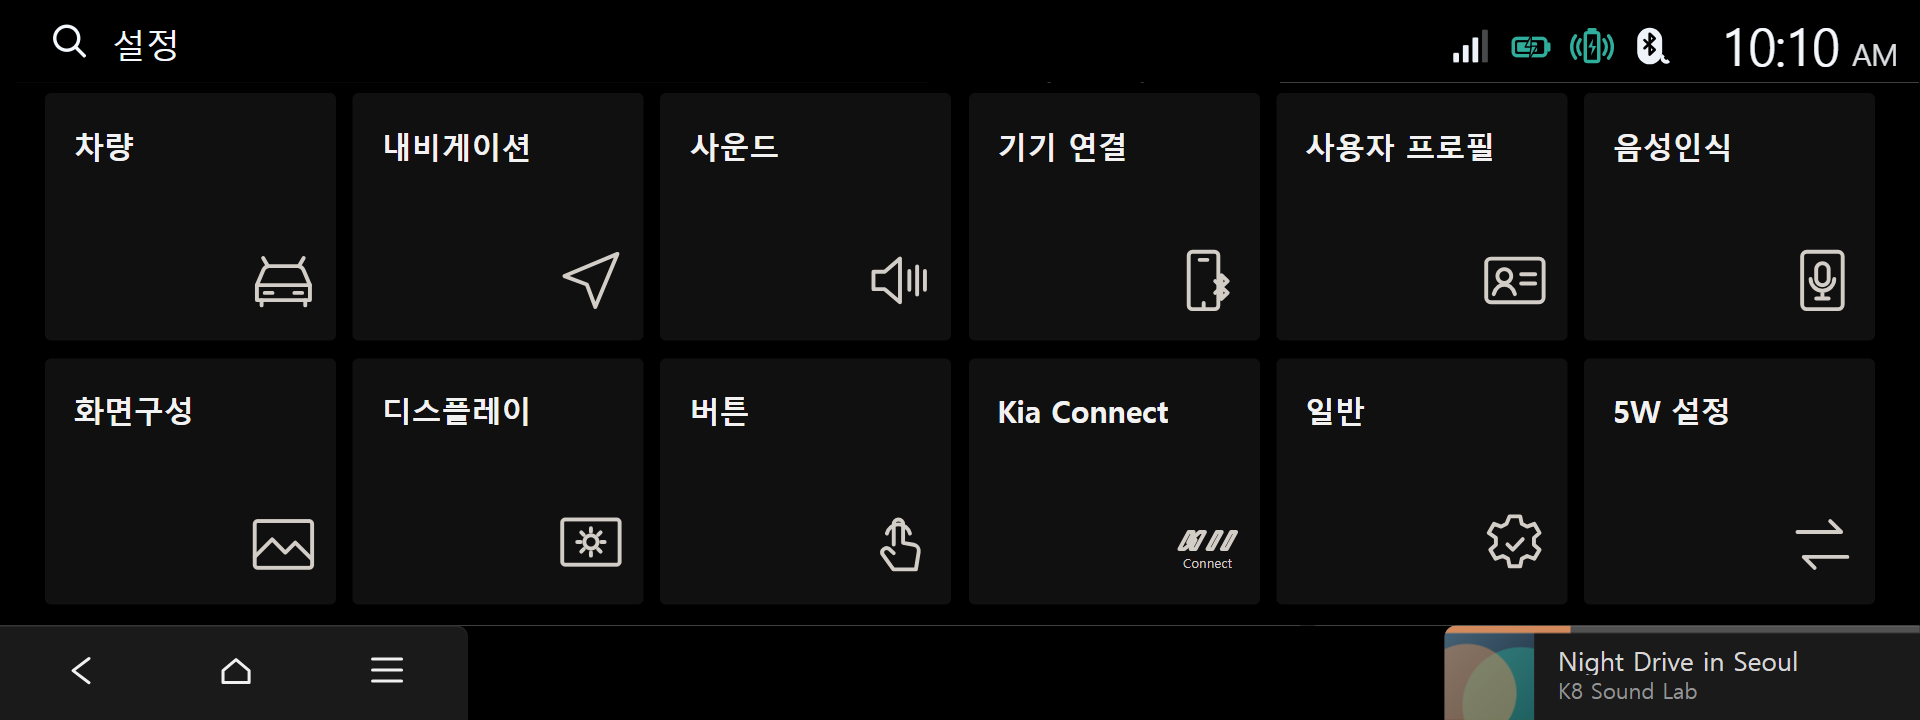 설정
10:10 AM
차량
내비게이션
사운드
기기 연결
사용자 프로필
음성인식
화면구성
디스플레이
버튼
Kia Connect
일반
5W 설정
KIA
Connect
Night Drive in Seoul
K8 Sound Lab